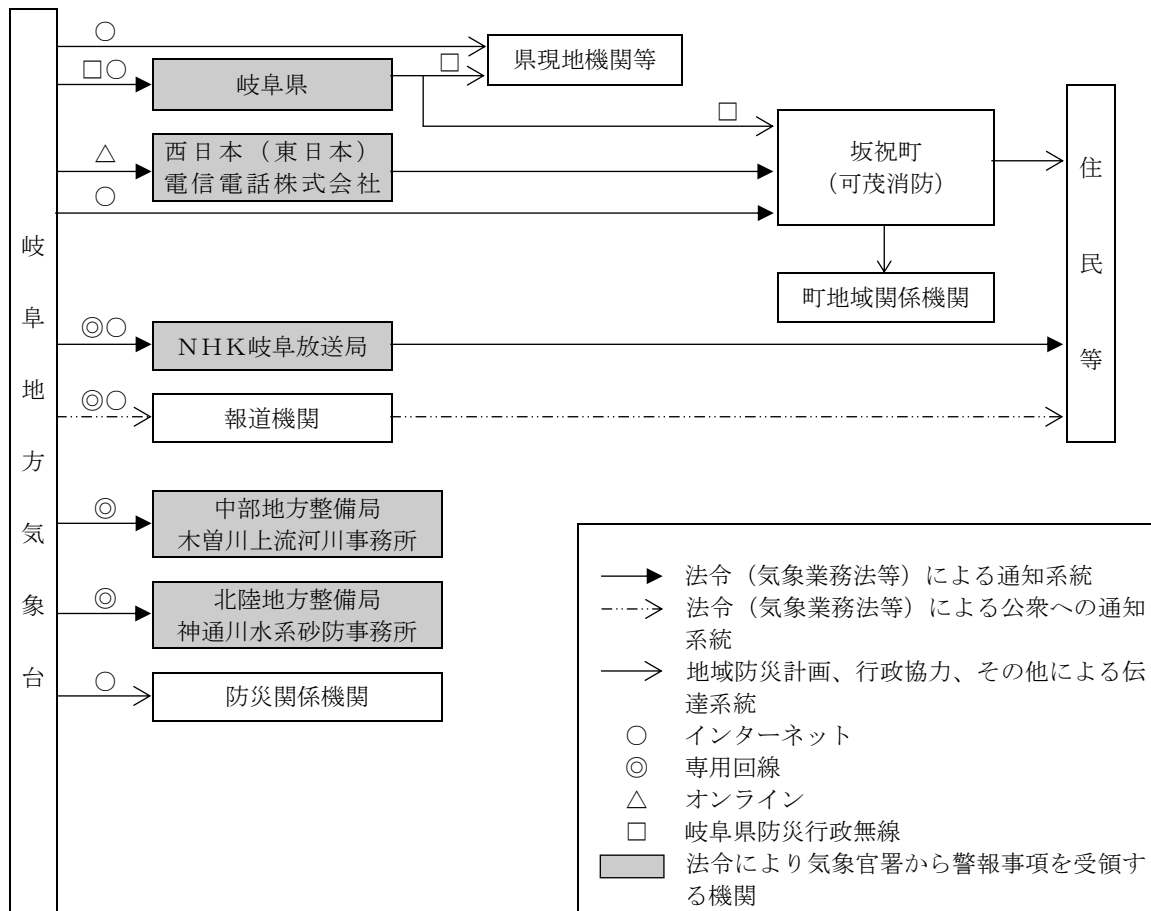 岐阜地方気象台
○
□○
△
○
◎○
◎○
◎
◎
○
岐阜県
□
県現地機関等
□
西日本（東日本）
電信電話株式会社
坂祝町
（可茂消防）
町地域関係機関
住民等
ＮＨＫ岐阜放送局
報道機関
中部地方整備局
木曽川上流河川事務所
北陸地方整備局
神通川水系砂防事務所
防災関係機関
法令（気象業務法等）による通知系統
法令（気象業務法等）による公衆への通知
系統
地域防災計画、行政協力、その他による伝
達系統
○ インターネット
◎ 専用回線
△ オンライン
□ 岐阜県防災行政無線
法令により気象官署から警報事項を受領す
る機関